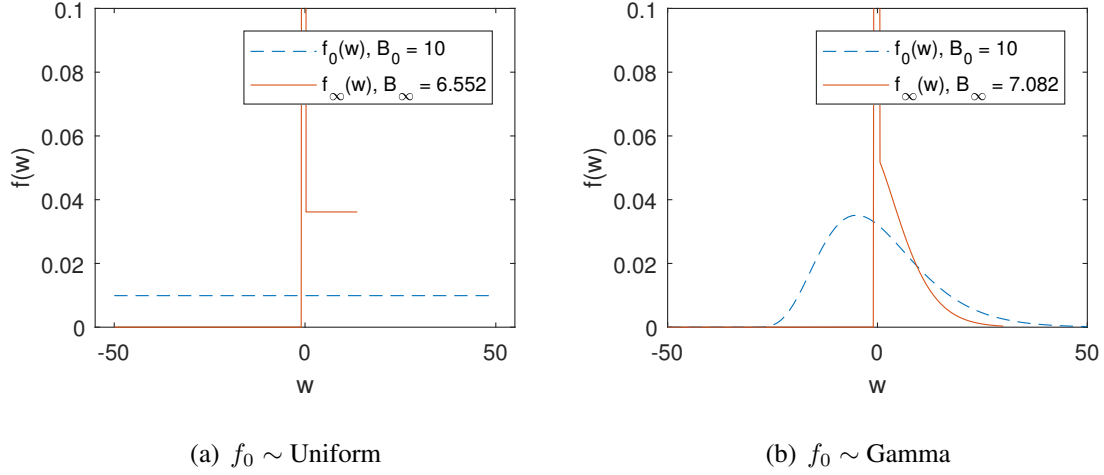 0.1
0.08
0.06
0.04
0.02
0
f(w)
-50
0
50
w
f₀(w), B₀ = 10
f∞(w), B∞ = 6.552
(a) f₀ ∼ Uniform
0.1
0.08
0.06
0.04
0.02
0
f(w)
-50
0
50
w
f₀(w), B₀ = 10
f∞(w), B∞ = 7.082
(b) f₀ ∼ Gamma